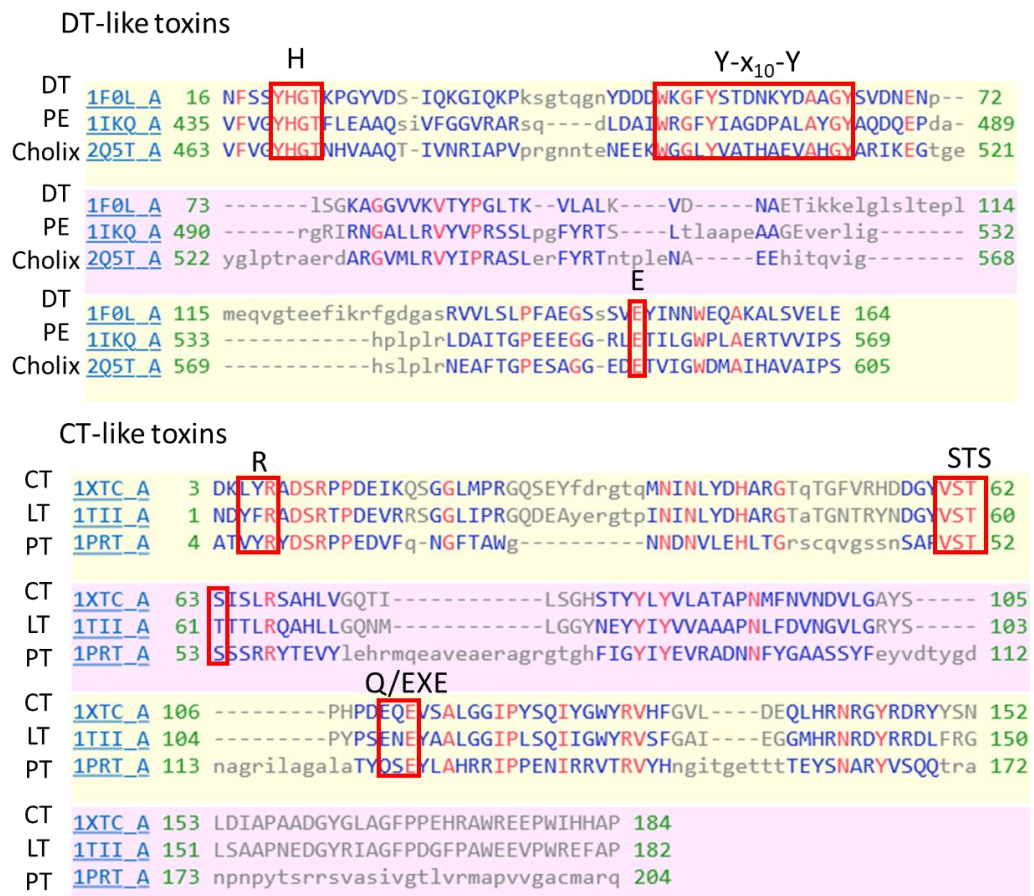 DT-like toxins
H Y-x10-Y
DT 1F0L_A 16 NFSSYHGTKPGYVDS-IQKGIQKPksgtqgnYDDDWKGFYSTDNKYDAAGYSVDNENp-- 72
PE 1IKQ_A 435 VFVGYHGTFLEAAQsiVFGGVRARsq----dLDAIWRGFYIAGDPALAYGYAQDQEPda- 489
Cholix 2Q5T_A 463 VFVGYHGTNHVAAQT-IVNRIAPVprgnnteNEEKWGGLYVATHAEVAHGYARIKEGtge 521
DT 1F0L_A 73 -------lSGKAGGVVKVTYPGLTK--VLALK----VD-----NAETikkelglsltepl 114
PE 1IKQ_A 490 -------rgRIRNGALLRVYVPRSSLpgFYRTS----LtlaapeAAGEverlig------ 532
Cholix 2Q5T_A 522 yglptraerdARGVMLRVYIPRASLerFYRTntpleNA-----EEhitqvig-------- 568
E
DT 1F0L_A 115 meqvgteefikrfgdgasRVVLSLPFAEGSsSVEYINNWEQAKALSVELE 164
PE 1IKQ_A 533 ------------hplplrLDAITGPEEEGG-RLETILGWPLAERTVVIPS 569
Cholix 2Q5T_A 569 ------------hslplrNEAFTGPESAGG-EDETVIGWDMAIHAVAIPS 605
CT-like toxins
R STS
CT 1XTC_A 3 DKLYRADSRPPDEIKQSGGLMPRGQSEYfdrgtqMNINLYDHARGTqTGFVRHDDGYVST 62
LT 1TII_A 1 NDYFRADSRTPDEVRRSGGLIPRGQDEAyergtpININLYDHARGTaTGNTRYNDGYVST 60
PT 1PRT_A 4 ATVYRYDSRPPEDVFq-NGFTAWg---------NNDNVLEHLTGrscqvgssnSAFVST 52
CT 1XTC_A 63 SISLRSAHLVGQTI------------LSGHSTYYLYVLATAPNMFNVNDVLGAYS----- 105
LT 1TII_A 61 TTTLRQAHLLGQNM------------LGGYNEYYIYVVAAAPNLFDVNGVLGRYS----- 103
PT 1PRT_A 53 SSSRRYTEVYlehrmqeaveaeragrgtghFIGYIYEVRADNNFYGAASSYFeyvdtygd 112
Q/EXE
CT 1XTC_A 106 ---------PHPDEQEVSALGGIPYSQIYGWYRVHFGVL----DEQLHRNRGYRDRYYSN 152
LT 1TII_A 104 ---------PYPSENEYAALGGIPLSQIIGWYRVSFGAI----EGGMHRNRDYRRDLFRG 150
PT 1PRT_A 113 nagrilagalaTYQSEYLAHRRIPPENIRRVTRVYHngitgetttTEYSNARYVSQQtra 172
CT 1XTC_A 153 LDIAPAADGYGLAGFPPEHRAWREEPWIHHAP 184
LT 1TII_A 151 LSAAPNEDGYRIAGFPDGFPAWEEVPWREFAP 182
PT 1PRT_A 173 npnpytsrrsvasivgtlvrmapvvgacmarq 204